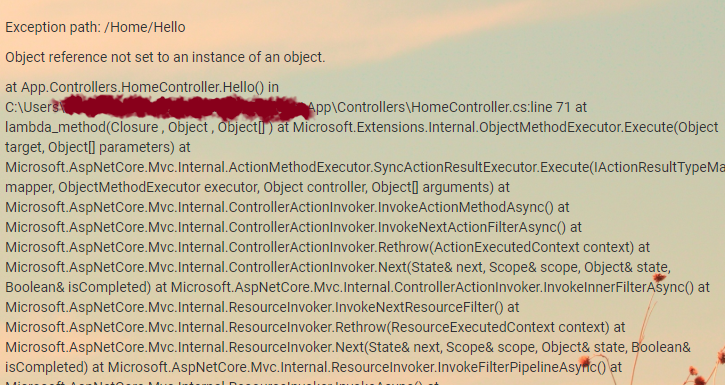 Exception path: /Home/Hello
Object reference not set to an instance of an object.
at App.Controllers.HomeController.Hello() in
C:\Users\ App\Controllers\HomeController.cs:line 71 at
lambda_method(Closure , Object , Object[] ) at Microsoft.Extensions.Internal.ObjectMethodExecutor.Execute(Object
target, Object[] parameters) at
Microsoft.AspNetCore.Mvc.Internal.ActionMethodExecutor.SyncActionResultExecutor.Execute(IActionResultTypeMa
mapper, ObjectMethodExecutor executor, Object controller, Object[] arguments) at
Microsoft.AspNetCore.Mvc.Internal.ControllerActionInvoker.InvokeActionMethodAsync() at
Microsoft.AspNetCore.Mvc.Internal.ControllerActionInvoker.InvokeNextActionFilterAsync() at
Microsoft.AspNetCore.Mvc.Internal.ControllerActionInvoker.Rethrow(ActionExecutedContext context) at
Microsoft.AspNetCore.Mvc.Internal.ControllerActionInvoker.Next(State& next, Scope& scope, Object& state,
Boolean& isCompleted) at Microsoft.AspNetCore.Mvc.Internal.ControllerActionInvoker.InvokeInnerFilterAsync() at
Microsoft.AspNetCore.Mvc.Internal.ResourceInvoker.InvokeNextResourceFilter() at
Microsoft.AspNetCore.Mvc.Internal.ResourceInvoker.Rethrow(ResourceExecutedContext context) at
Microsoft.AspNetCore.Mvc.Internal.ResourceInvoker.Next(State& next, Scope& scope, Object& state, Boolean&
isCompleted) at Microsoft.AspNetCore.Mvc.Internal.ResourceInvoker.InvokeFilterPipelineAsync() at